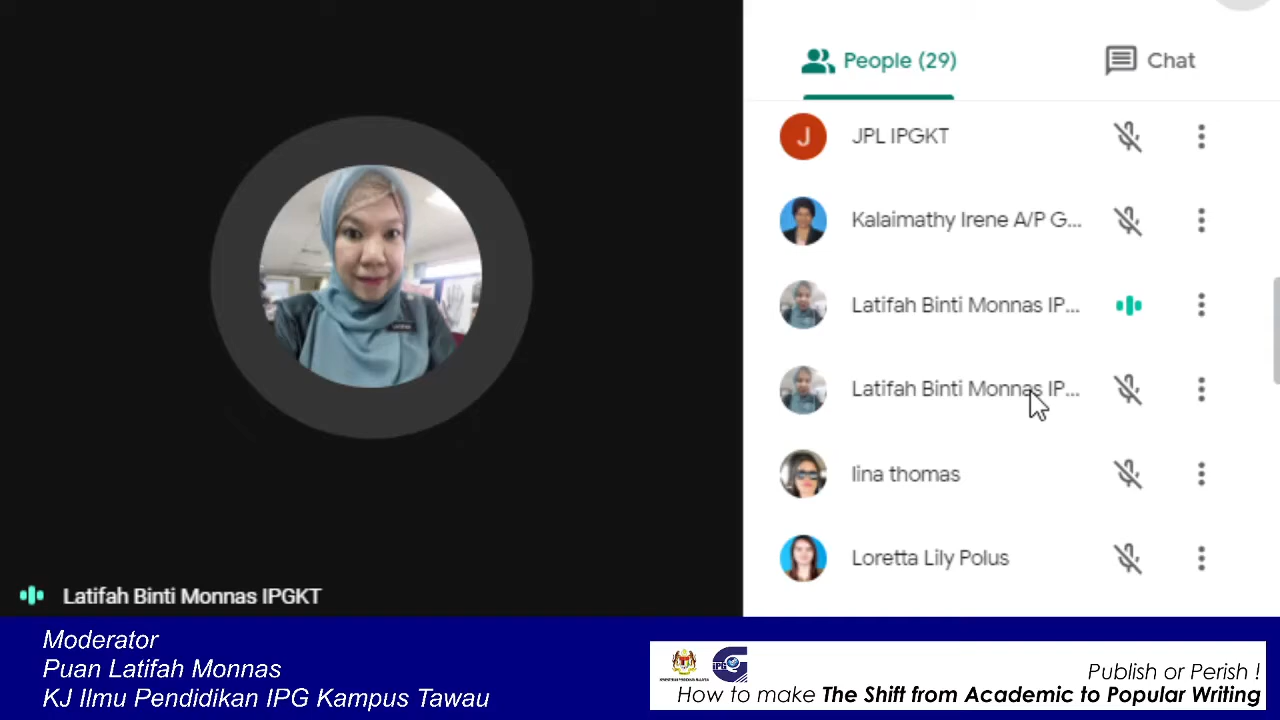 People (29)
Chat
J
JPL IPGKT
Kalaimathy Irene A/P G...
Latifah Binti Monnas IP...
Latifah Binti Monnas IP...
lina thomas
Loretta Lily Polus
Latifah Binti Monnas IPGKT
Moderator
Puan Latifah Monnas
KJ Ilmu Pendidikan IPG Kampus Tawau
IPG
Publish or Perish !
How to make The Shift from Academic to Popular Writing